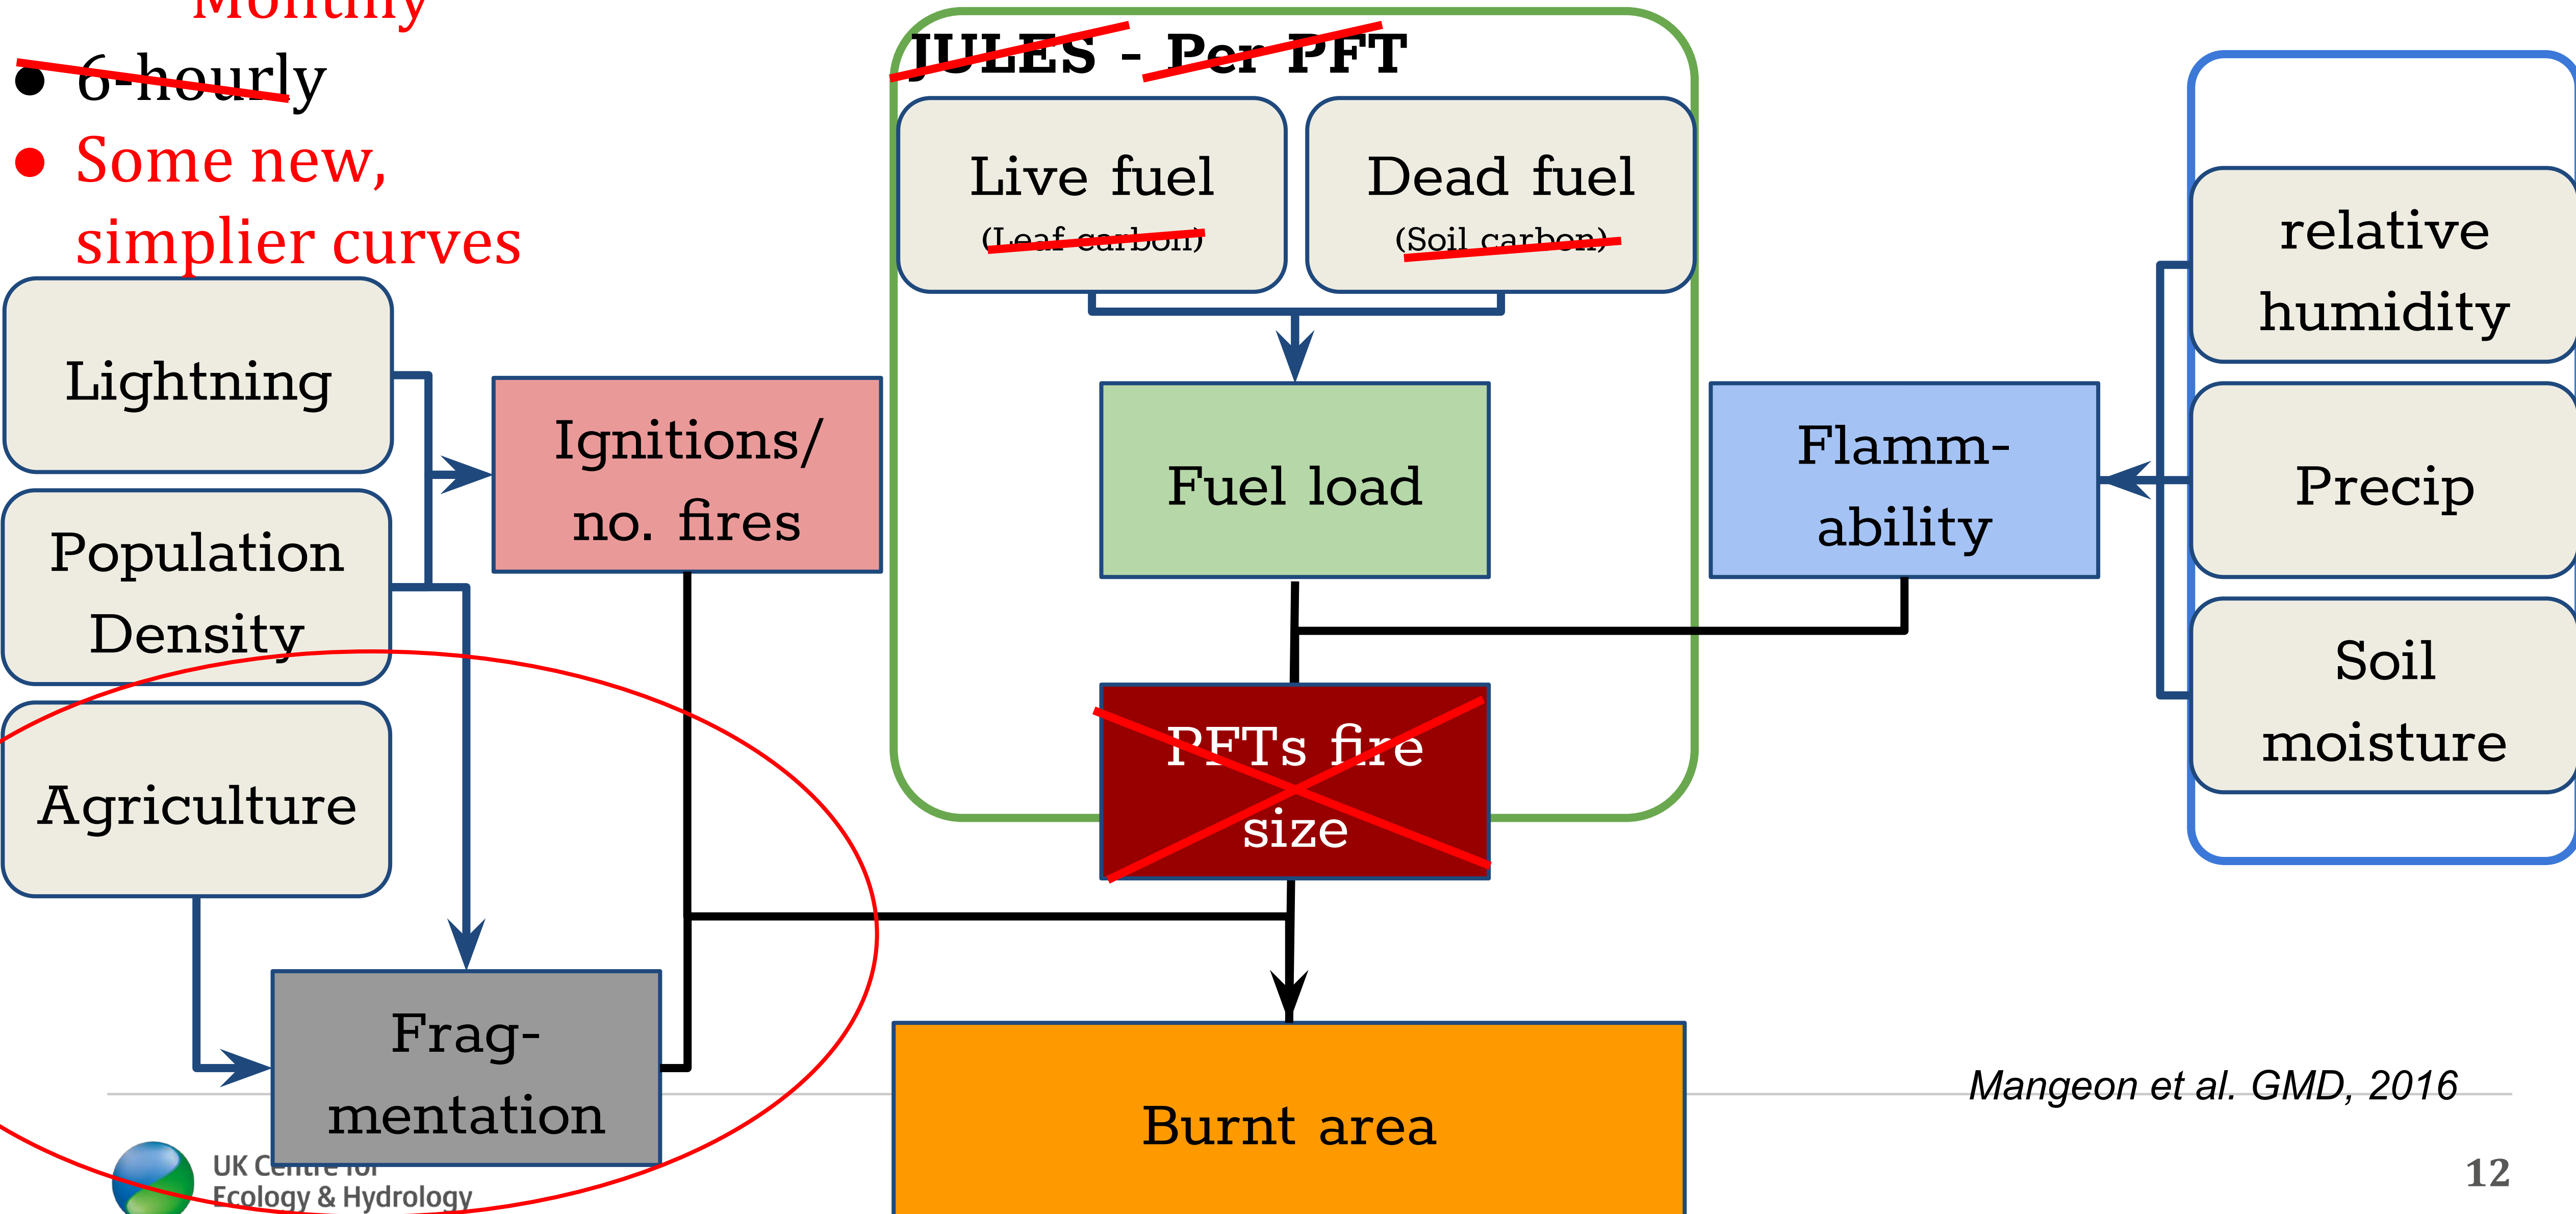 Monthly
● 6-hourly
● Some new,
simplier curves
JULES - Per PFT
Live fuel
(Leaf carbon)
Dead fuel
(Soil carbon)
Lightning
Population
Density
Agriculture
Ignitions/
no. fires
Fuel load
Flamm-
ability
relative
humidity
Precip
Soil
moisture
PFTs fire
size
Frag-
mentation
Burnt area
Mangeon et al. GMD, 2016
UK Centre for
Ecology & Hydrology
12